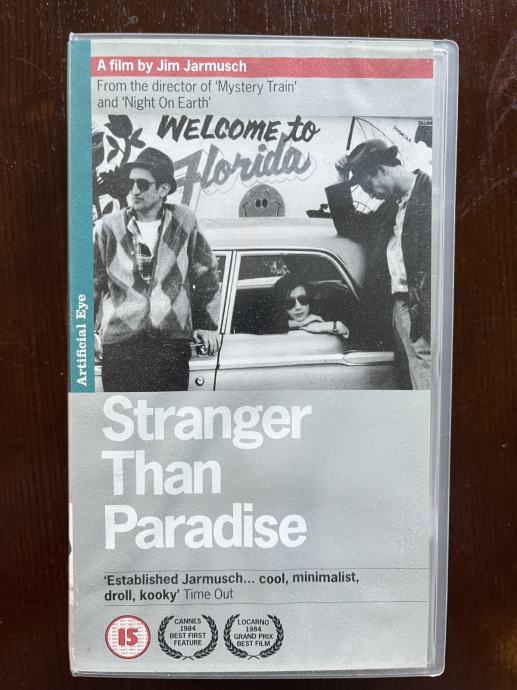 A film by Jim Jarmusch
From the director of 'Mystery Train'
and 'Night On Earth'
WELCOME to
Florida
Artificial Eye
Stranger
Than
Paradise
'Established Jarmusch... cool, minimalist,
droll, kooky' Time Out
15
CANNES
1984
BEST FIRST
FEATURE
LOCARNO
1984
GRAND PRIX
BEST FILM